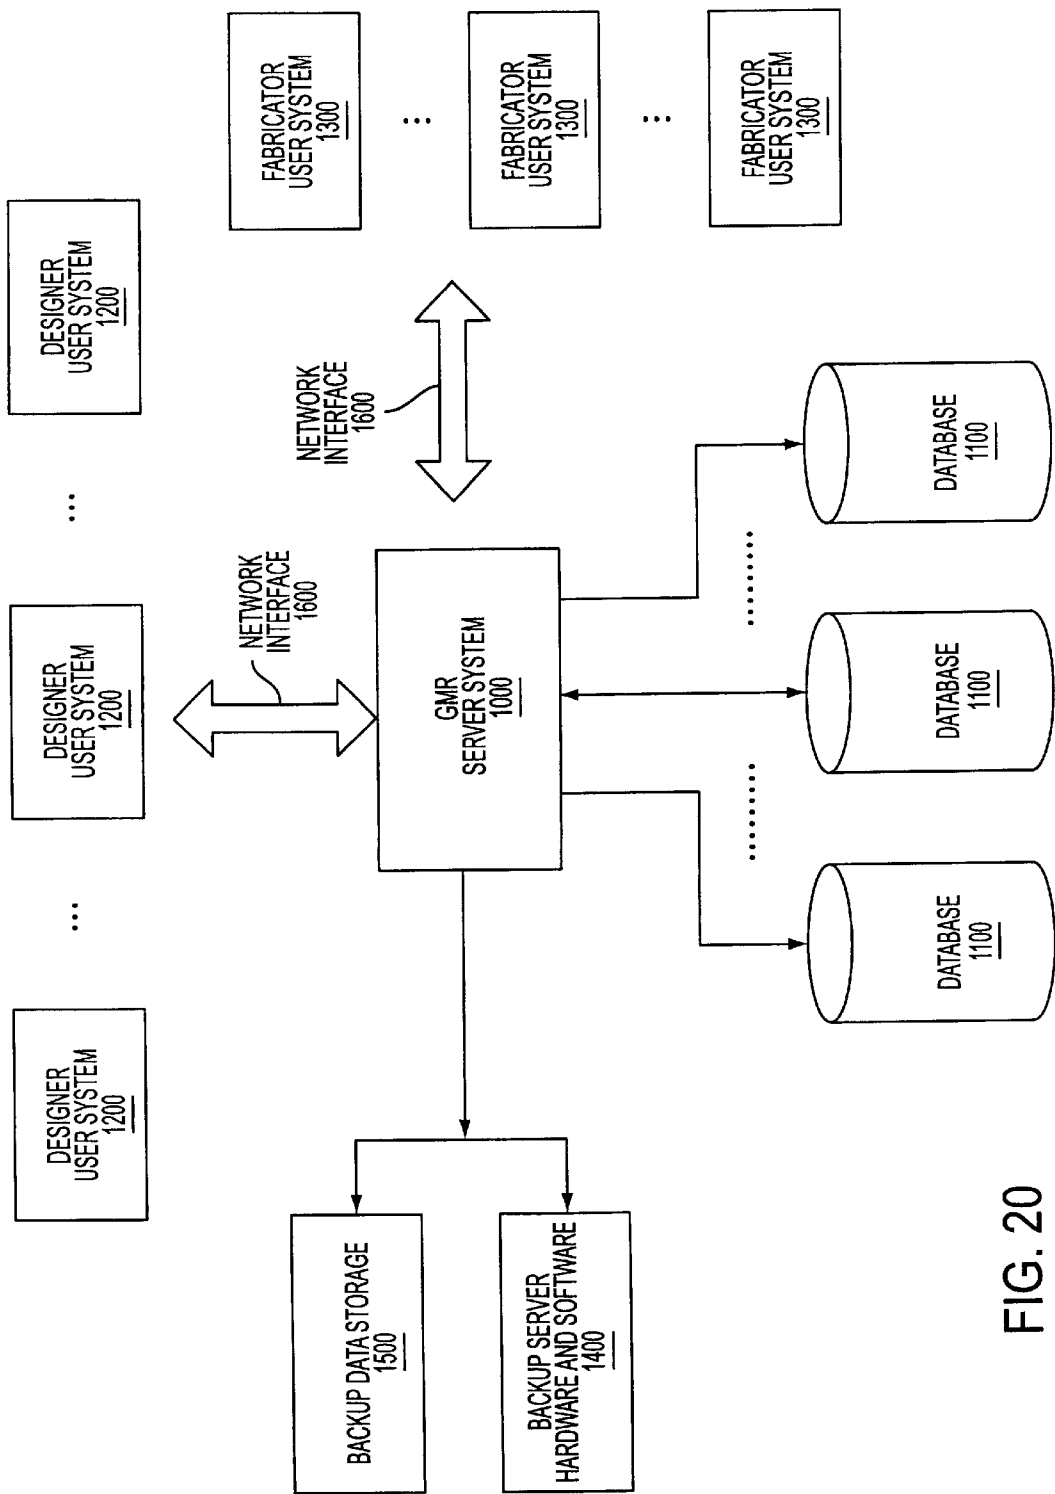 DESIGNER
USER SYSTEM
1200
...
DESIGNER
USER SYSTEM
1200
...
DESIGNER
USER SYSTEM
1200
NETWORK
INTERFACE
1600
NETWORK
INTERFACE
1600
FABRICATOR
USER SYSTEM
1300
...
FABRICATOR
USER SYSTEM
1300
...
FABRICATOR
USER SYSTEM
1300
BACKUP DATA STORAGE
1500
BACKUP SERVER
HARDWARE AND SOFTWARE
1400
GMR
SERVER SYSTEM
1000
DATABASE
1100
DATABASE
1100
DATABASE
1100
FIG. 20